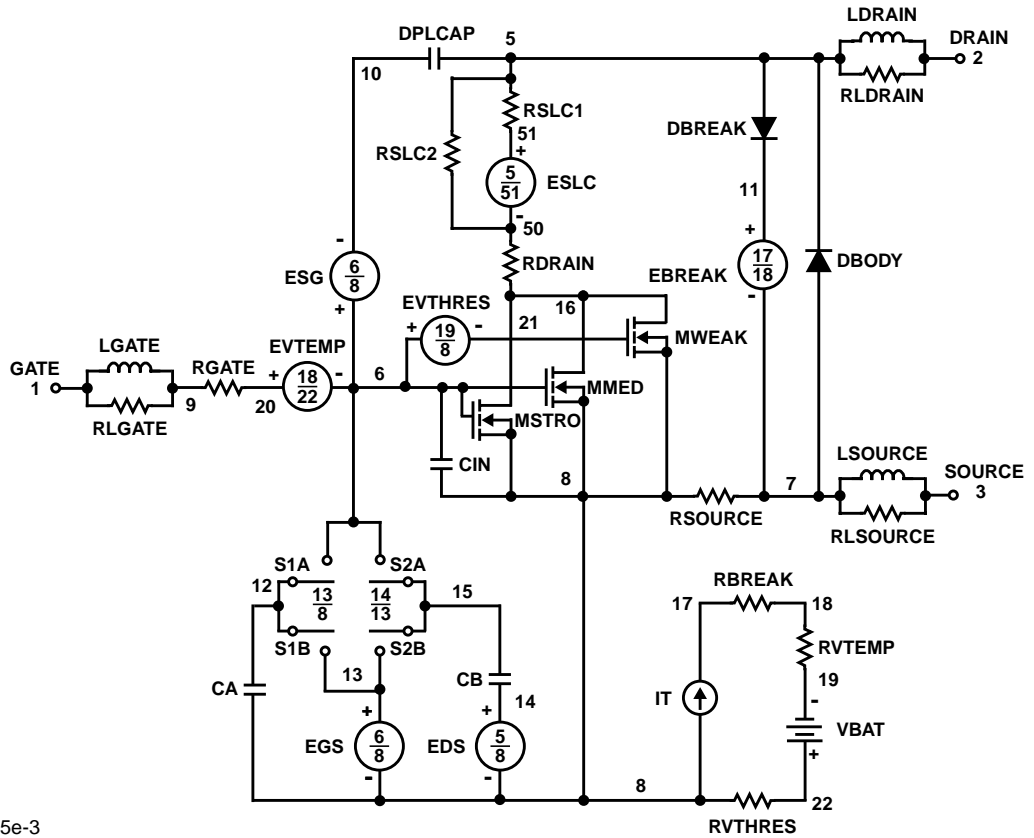 LDRAIN
DPLCAP
5
DRAIN
2
10
RLDRAIN
RSLC1
51
DBREAK
RSLC2
+
5
51
ESLC
-
50
11
RDRAIN
-
6
8
ESG
+
+
17
18
EBREAK
-
DBODY
EVTHRES
16
21
+
19
8
-
MWEAK
LGATE
GATE
1
RGATE
EVTEMP
+
18
22
-
6
MMED
9
20
RLGATE
MSTRO
CIN
8
7
LSOURCE
SOURCE
3
RSOURCE
RLSOURCE
S1A
S2A
12
13
8
14
13
15
S1B
S2B
13
RBREAK
17
18
RVTEMP
CA
CB
14
19
IT
-
VBAT
+
EGS
+
6
8
-
EDS
+
5
8
-
8
22
RVTHRES
5e-3